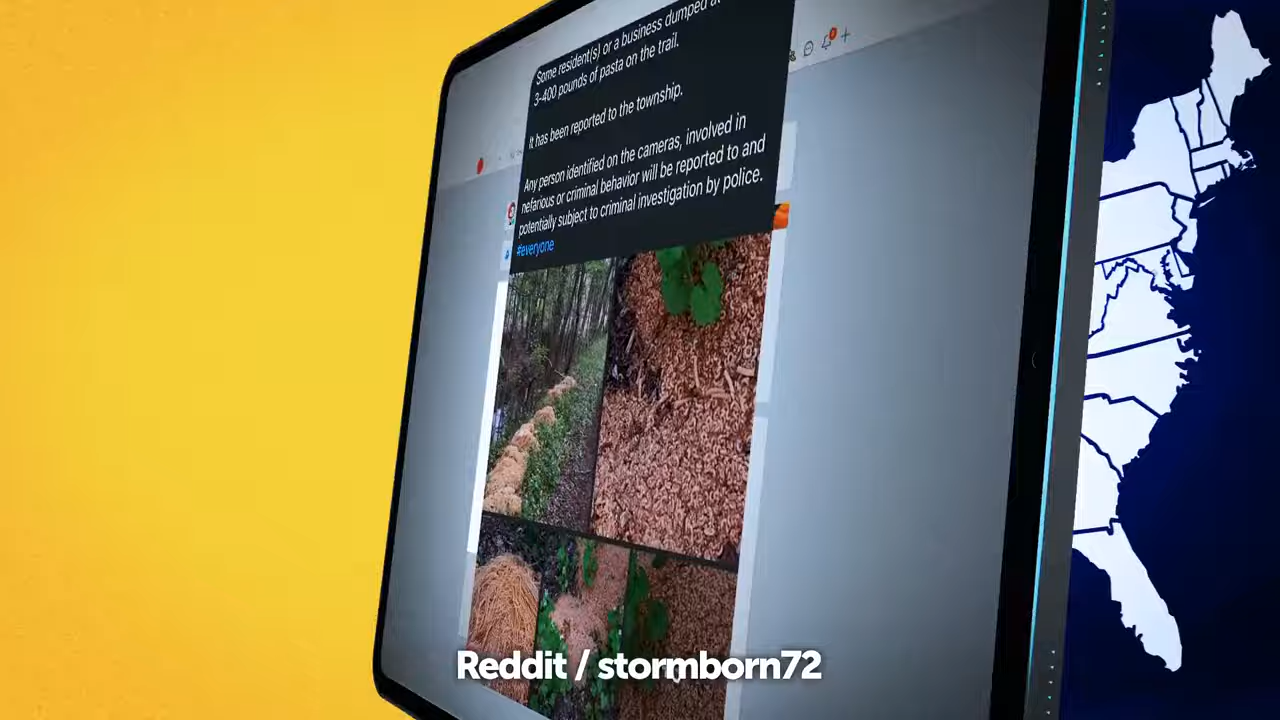 Some resident(s) or a business dumped at
3-400 pounds of pasta on the trail.
It has been reported to the township.
Any person identified on the cameras, involved in
nefarious or criminal behavior will be reported to and
potentially subject to criminal investigation by police.
#everyone
Reddit / stormborn72